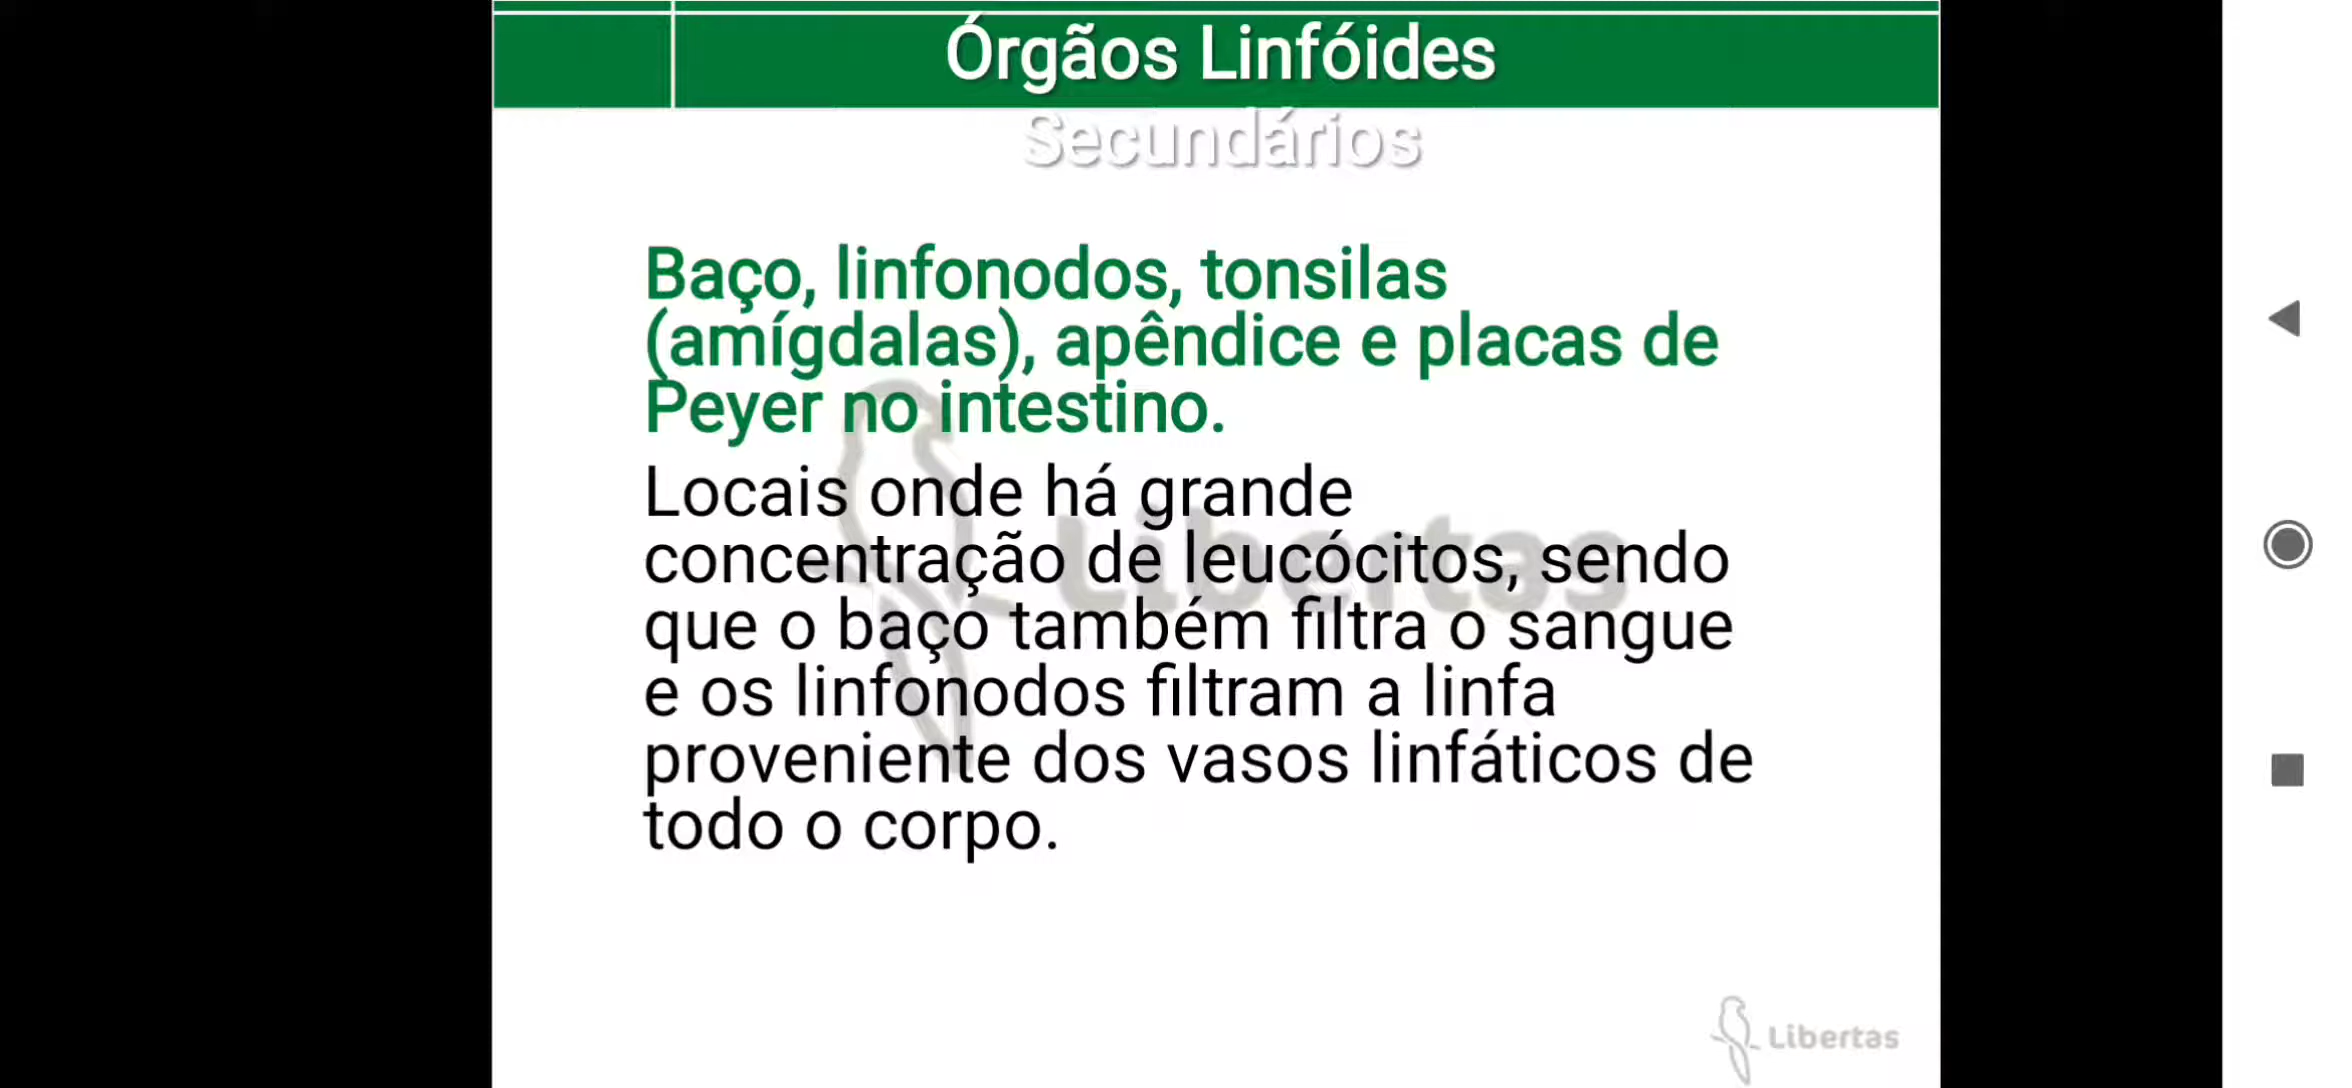 Órgãos Linfóides
Secundários
Baço, linfonodos, tonsilas
(amígdalas), apêndice e placas de
Peyer no intestino.
Locais onde há grande
concentração de leucócitos, sendo
que o baço também filtra o sangue
e os linfonodos filtram a linfa
proveniente dos vasos linfáticos de
todo o corpo.
Libertas
Libertas